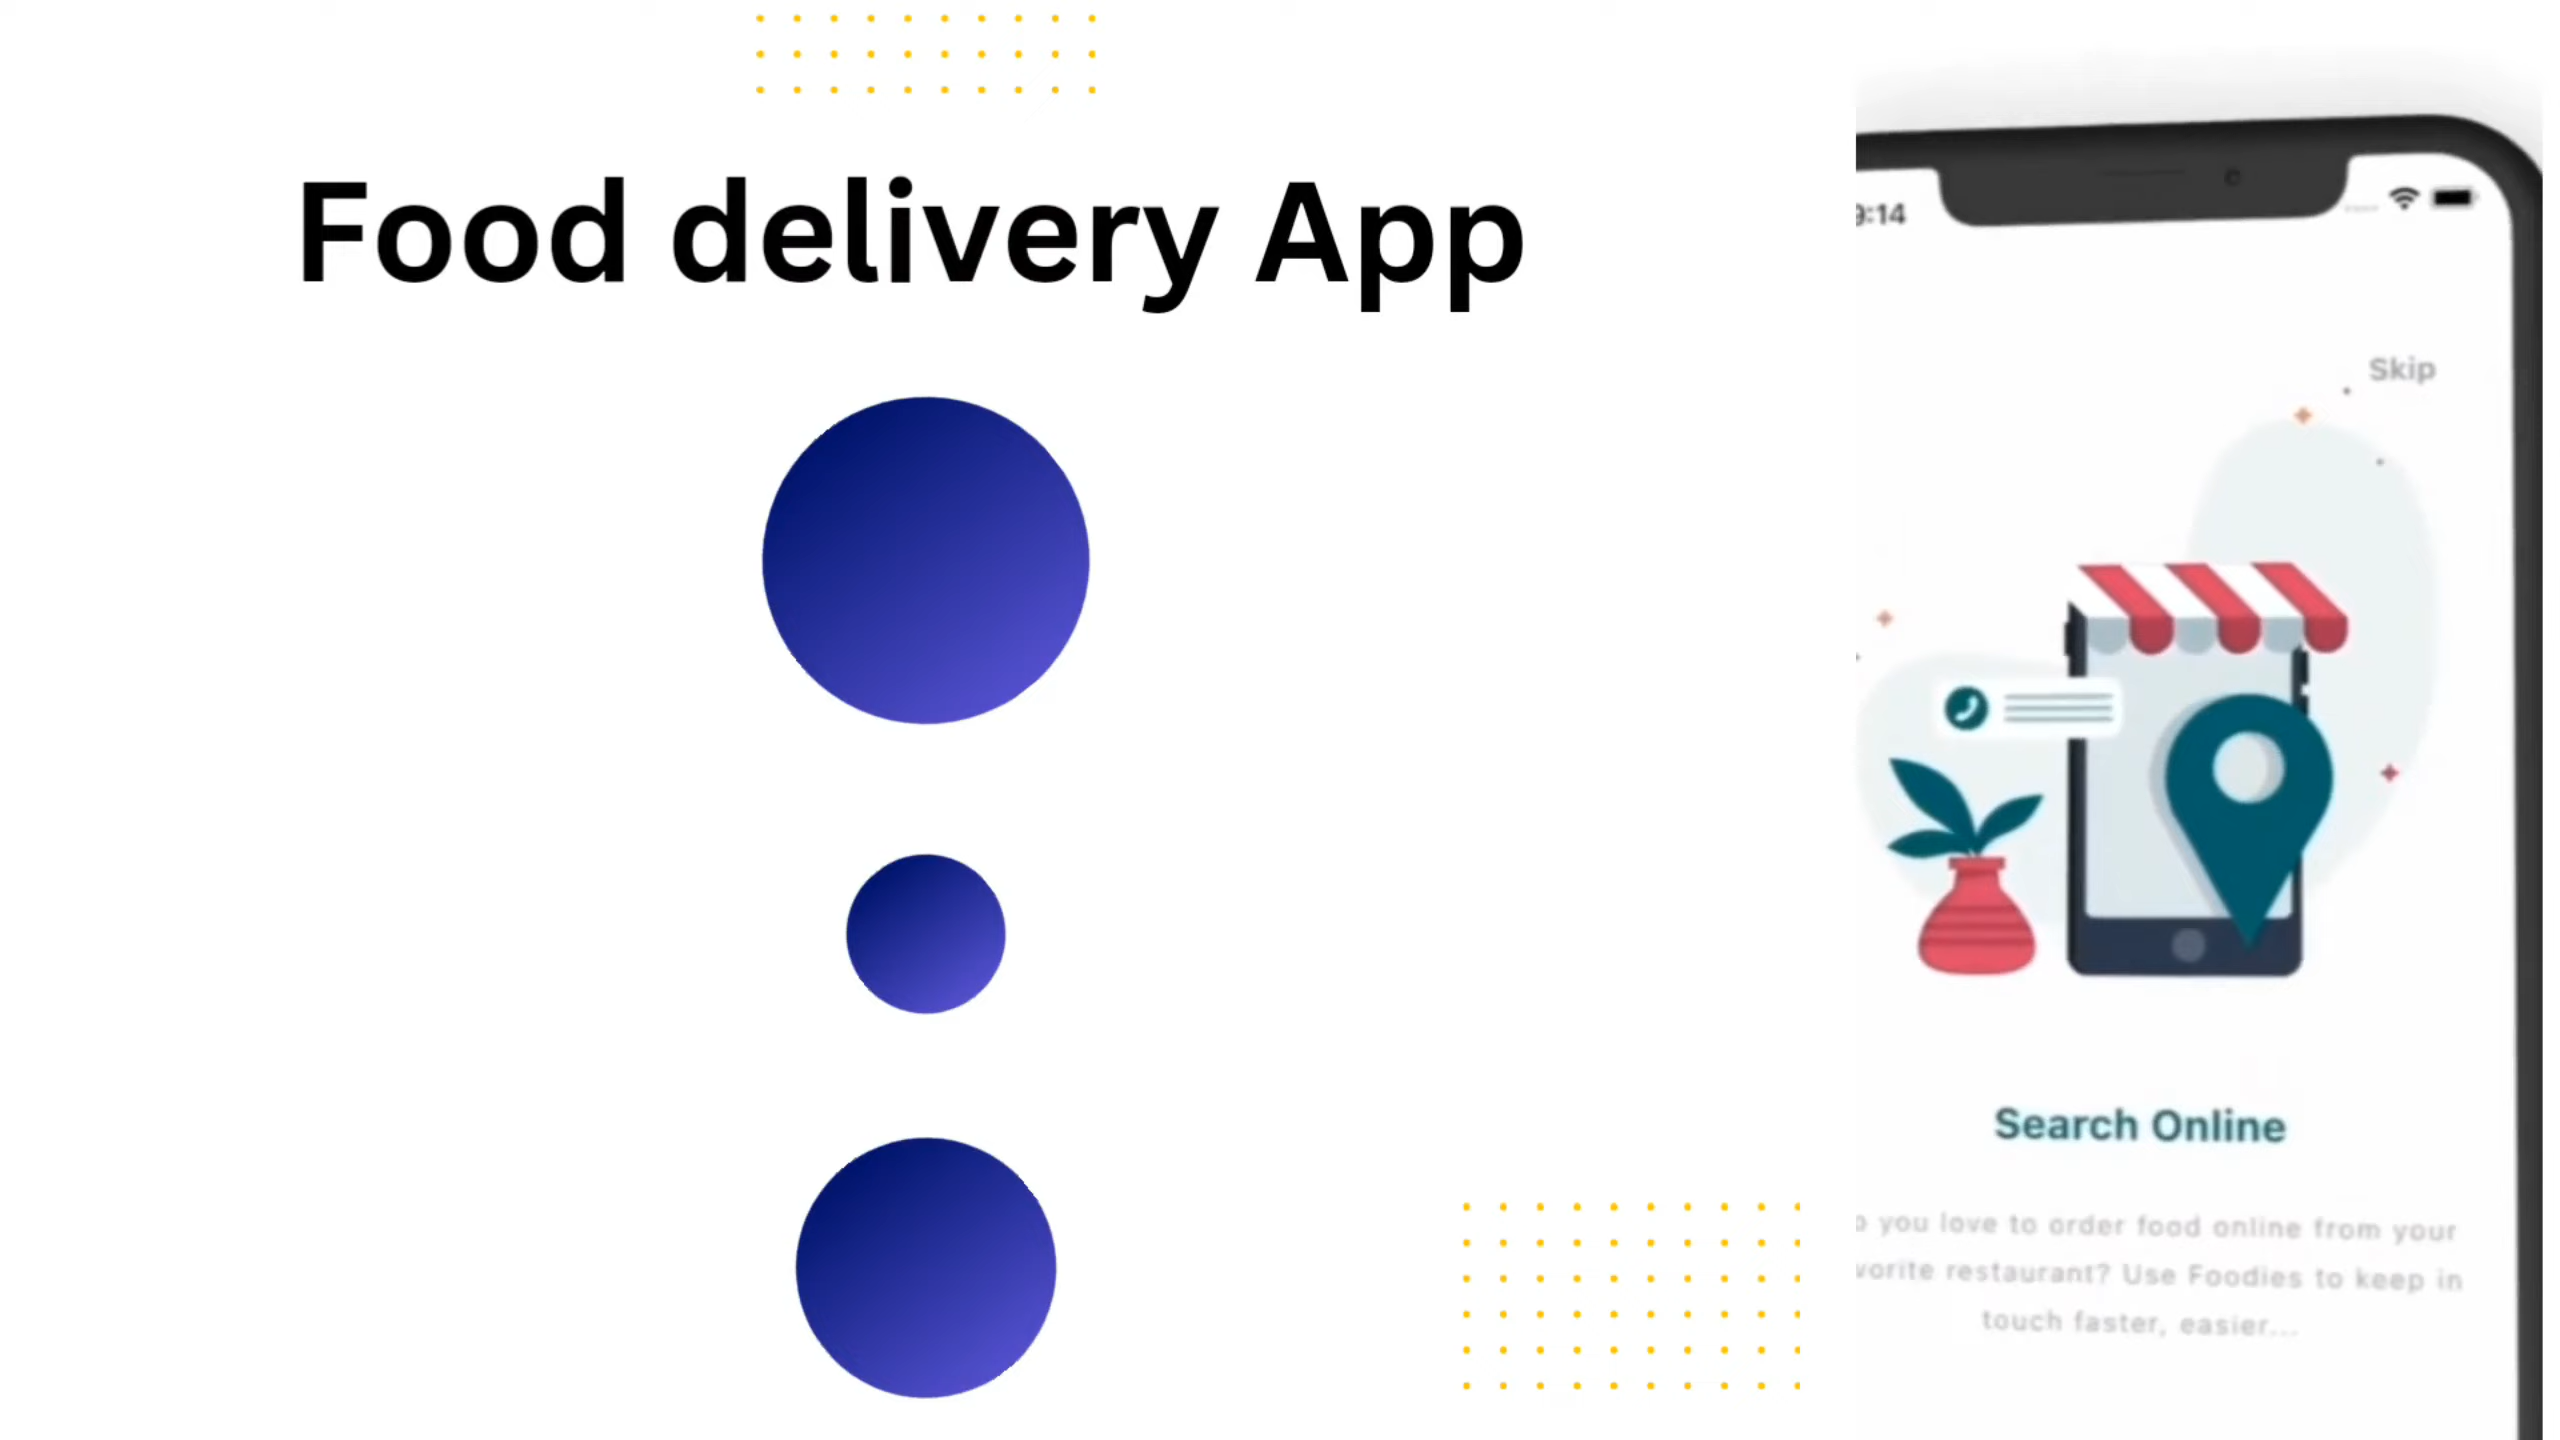 Food delivery App
9:14
Skip
Search Online
you love to order food online from your
restaurant? Use Foodies to keep in
touch faster, easier...